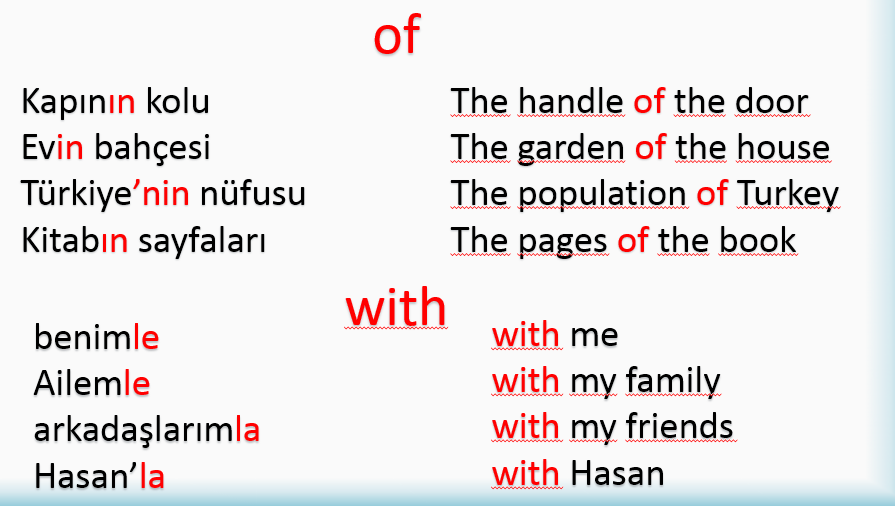 of
Kapının kolu The handle of the door
Evin bahçesi The garden of the house
Türkiye’nin nüfusu The population of Turkey
Kitabın sayfaları The pages of the book
with
benimle with me
Ailemle with my family
arkadaşlarımla with my friends
Hasan’la with Hasan